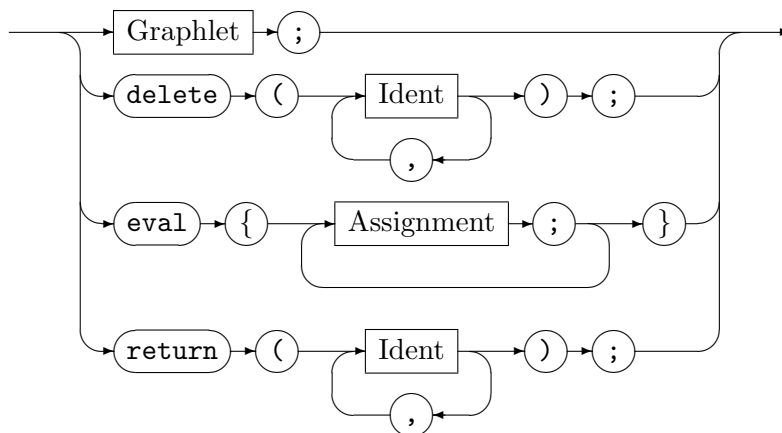 Graphlet ;
delete ( Ident ) ;
,
eval { Assignment ; }
return ( Ident ) ;
,